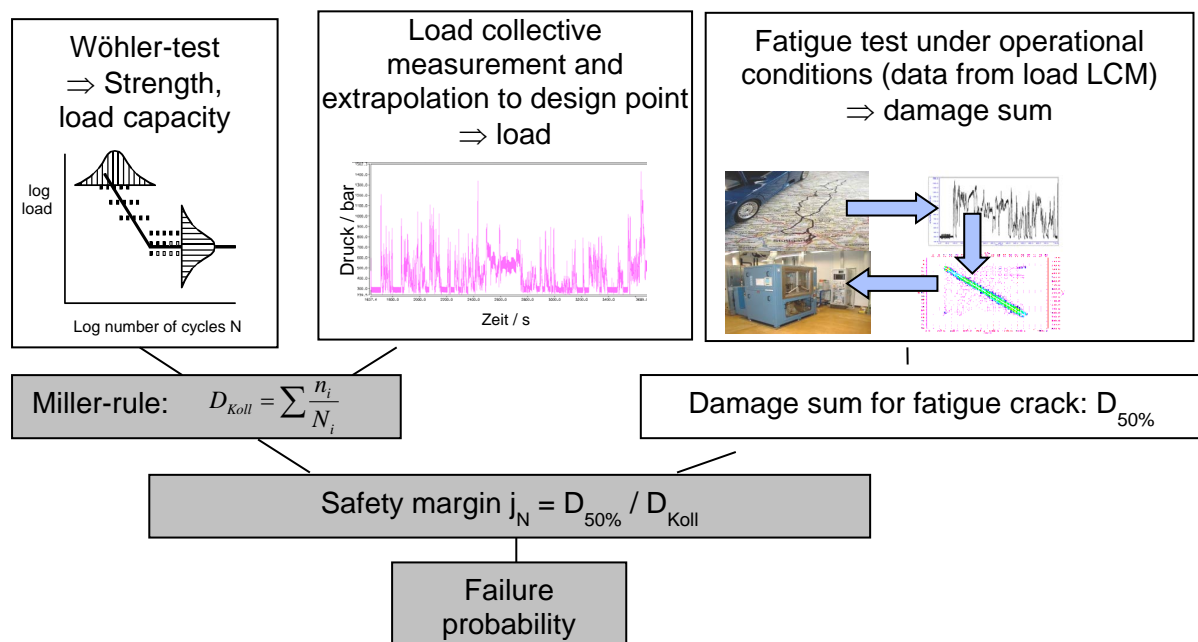 Wöhler-test
⇒ Strength,
load capacity
log
load
Log number of cycles N
Load collective
measurement and
extrapolation to design point
⇒ load
Druck / bar
Zeit / s
Fatigue test under operational
conditions (data from load LCM)
⇒ damage sum
Miller-rule: D_Koll = ∑ n_i / N_i
Damage sum for fatigue crack: D_50%
Safety margin j_N = D_50% / D_Koll
Failure
probability